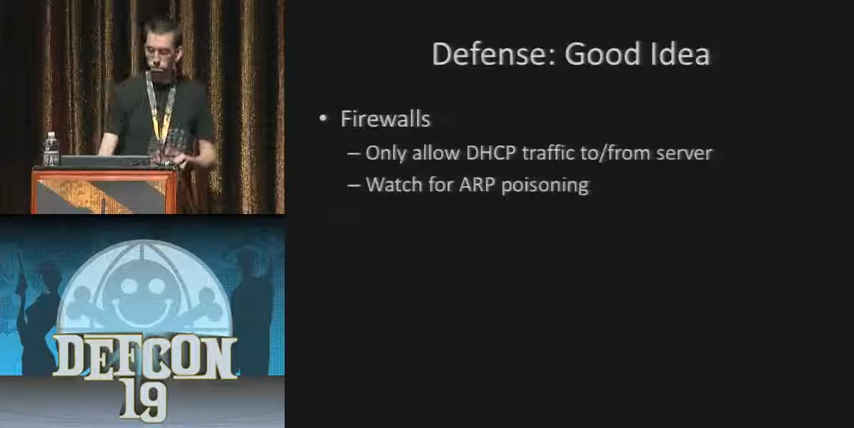 Defense: Good Idea
• Firewalls
– Only allow DHCP traffic to/from server
– Watch for ARP poisoning
DEFCON
19